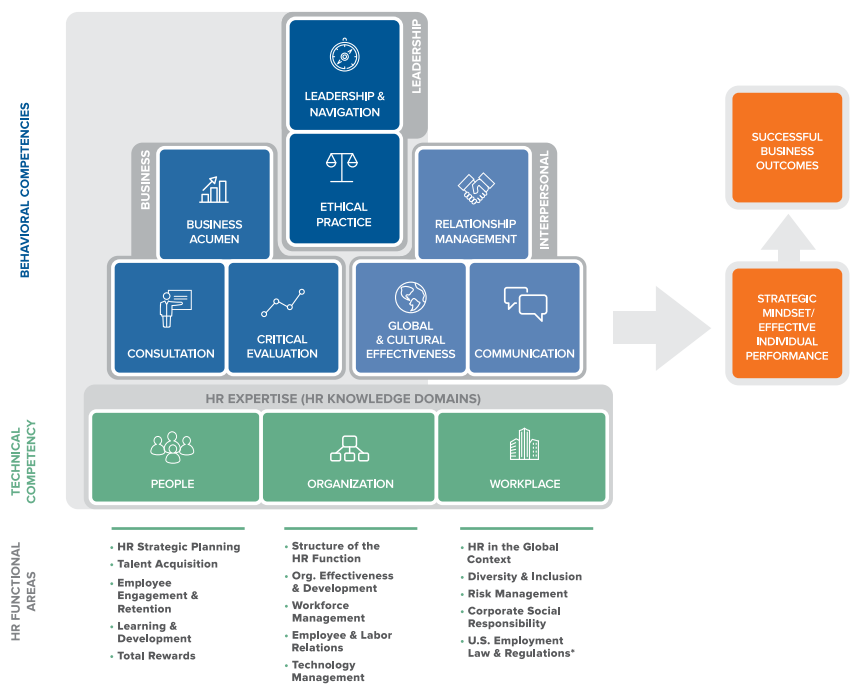 BEHAVIORAL COMPETENCIES
LEADERSHIP
LEADERSHIP &
NAVIGATION
ETHICAL
PRACTICE
BUSINESS
BUSINESS
ACUMEN
CONSULTATION
CRITICAL
EVALUATION
INTERPERSONAL
RELATIONSHIP
MANAGEMENT
GLOBAL
& CULTURAL
EFFECTIVENESS
COMMUNICATION
SUCCESSFUL
BUSINESS
OUTCOMES
STRATEGIC
MINDSET/
EFFECTIVE
INDIVIDUAL
PERFORMANCE
TECHNICAL
COMPETENCY
HR EXPERTISE (HR KNOWLEDGE DOMAINS)
PEOPLE
ORGANIZATION
WORKPLACE
HR FUNCTIONAL
AREAS
• HR Strategic Planning
• Talent Acquisition
• Employee
Engagement &
Retention
• Learning &
Development
• Total Rewards
• Structure of the
HR Function
• Org. Effectiveness
& Development
• Workforce
Management
• Employee & Labor
Relations
• Technology
Management
• HR in the Global
Context
• Diversity & Inclusion
• Risk Management
• Corporate Social
Responsibility
• U.S. Employment
Law & Regulations*